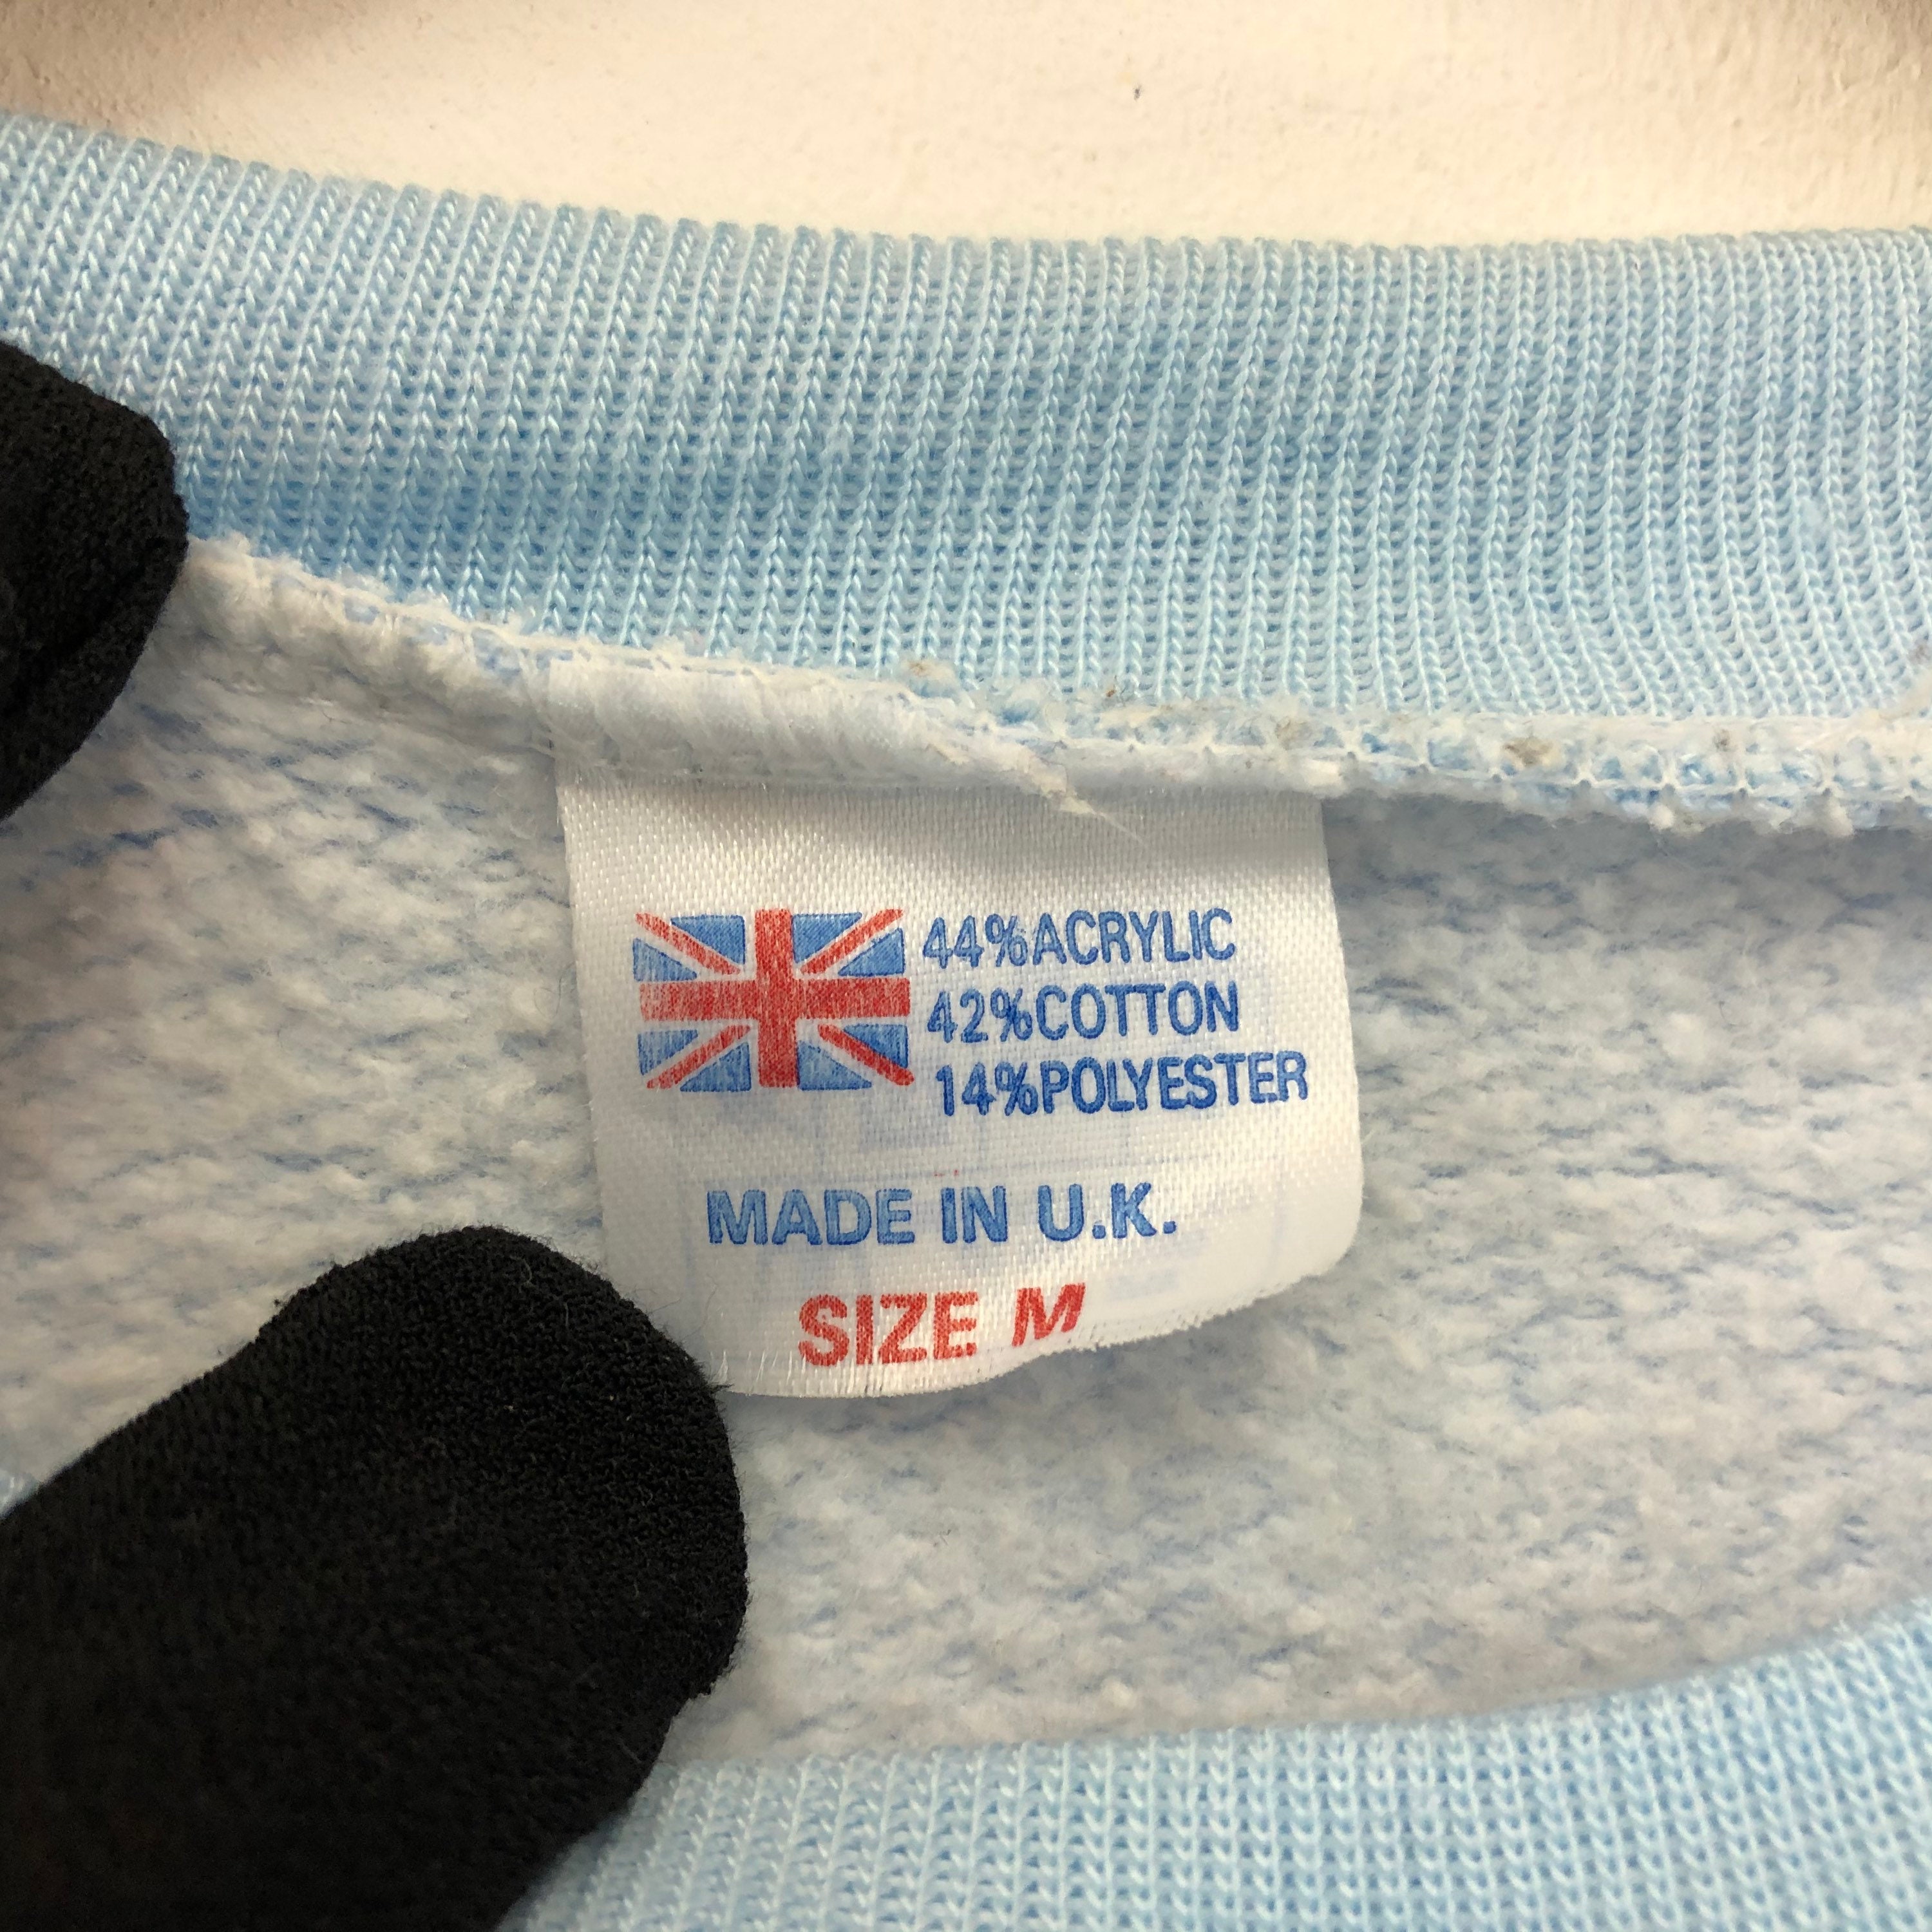 44%ACRYLIC
42%COTTON
14%POLYESTER
MADE IN U.K.
SIZE M